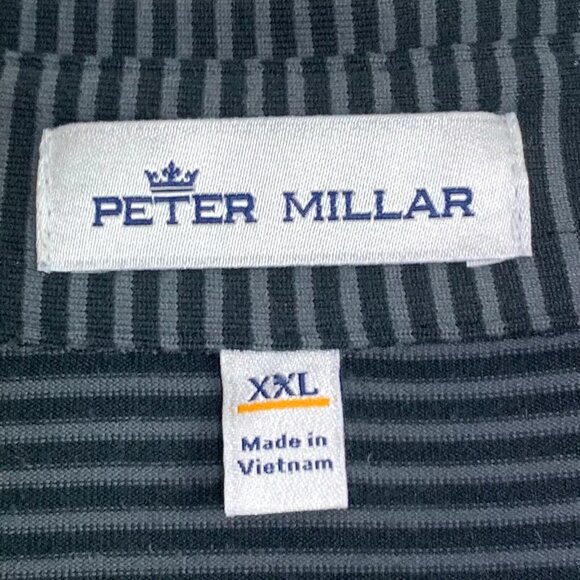 PETER MILLAR
XXL
Made in
Vietnam